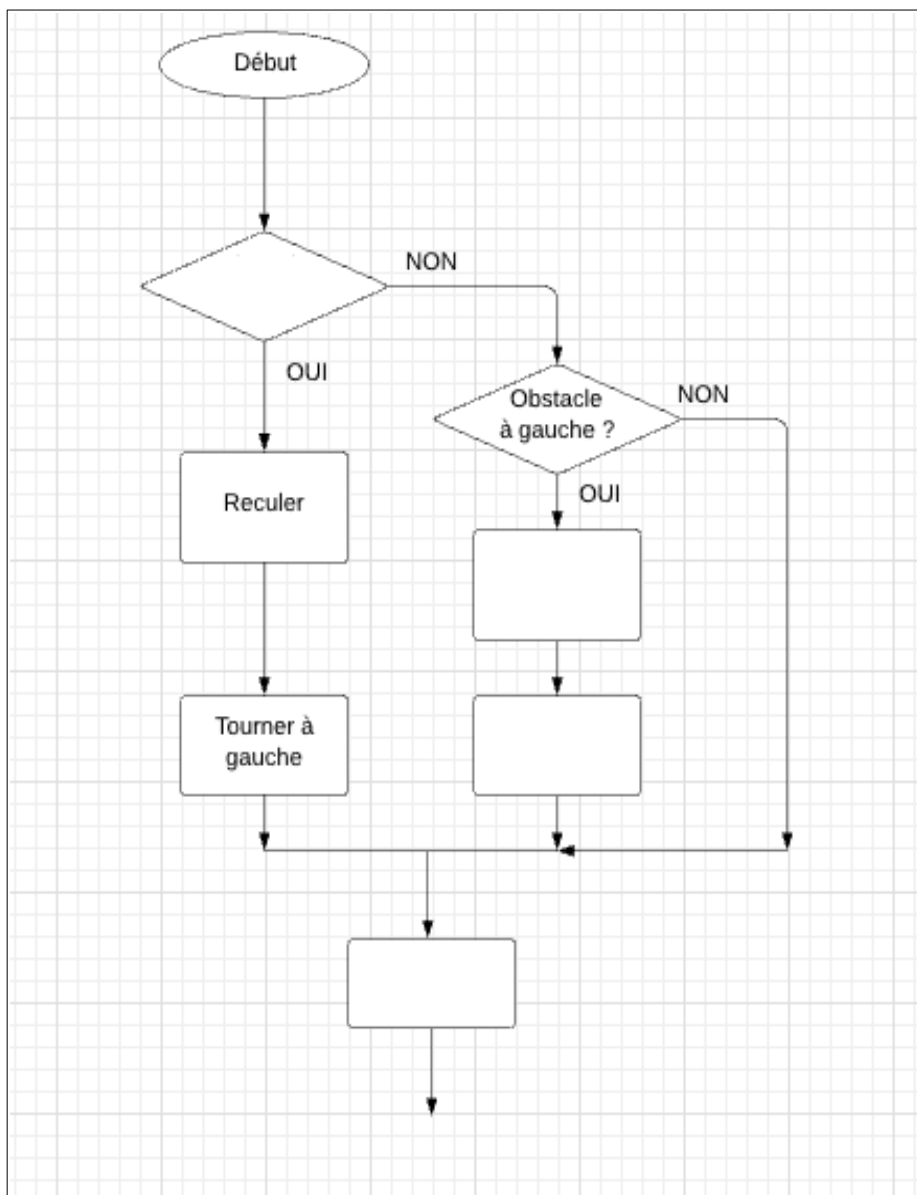 Début
NON
OUI
Obstacle
à gauche ?
NON
OUI
Reculer
Tourner à
gauche